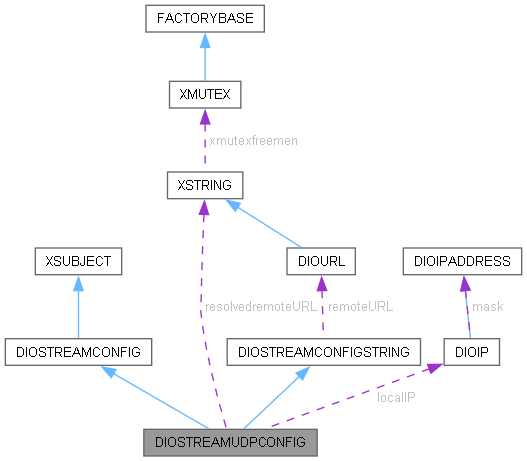 FACTORYBASE
XMUTEX
xmutexfreemen
XSTRING
XSUBJECT
DIOURL
DIOIPADDRESS
resolvedremoteURL
remoteURL
mask
DIOSTREAMCONFIG
DIOSTREAMCONFIGSTRING
DIOIP
localIP
DIOSTREAMUDPCONFIG